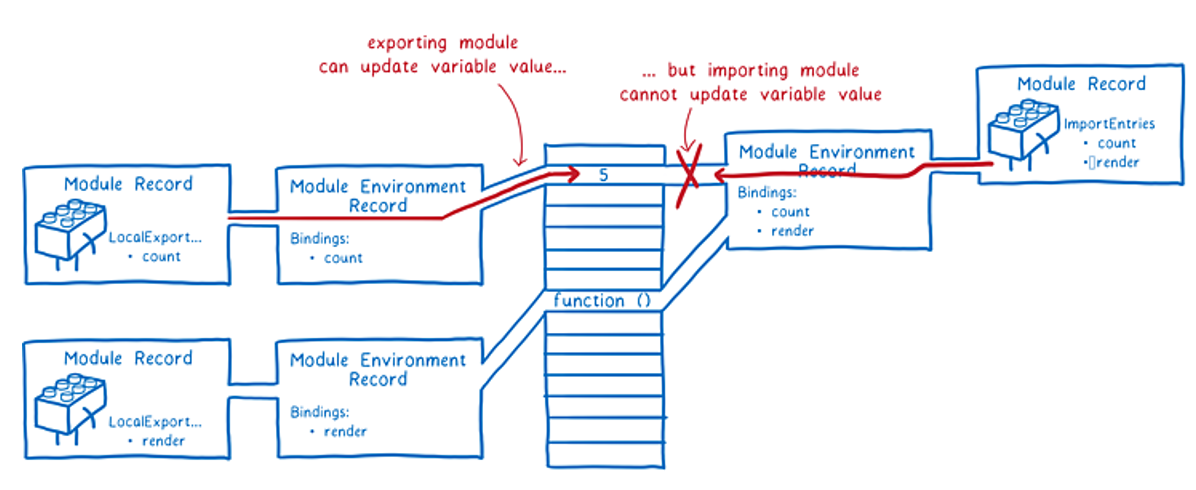 exporting module
can update variable value...
... but importing module
cannot update variable value
Module Record
ImportEntries
• count
•▯render
Module Record
LocalExport...
• count
Module Environment
Record
Bindings:
• count
5
Module Environment
Record
Bindings:
• count
• render
function ()
Module Record
LocalExport...
• render
Module Environment
Record
Bindings:
• render